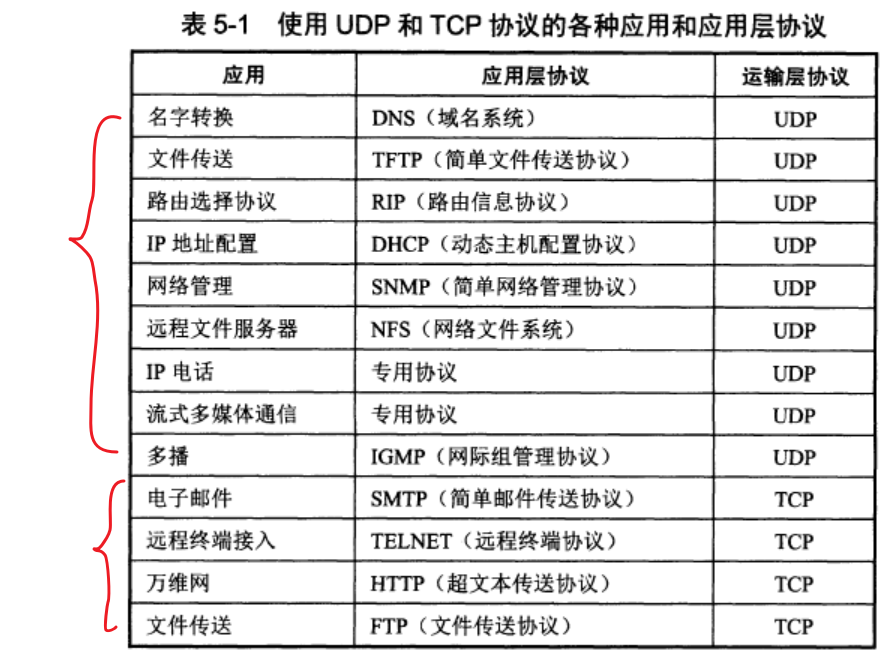 表 5-1 使用 UDP 和 TCP 协议的各种应用和应用层协议
应用 应用层协议 运输层协议
名字转换 DNS（域名系统） UDP
文件传送 TFTP（简单文件传送协议） UDP
路由选择协议 RIP（路由信息协议） UDP
IP 地址配置 DHCP（动态主机配置协议） UDP
网络管理 SNMP（简单网络管理协议） UDP
远程文件服务器 NFS（网络文件系统） UDP
IP 电话 专用协议 UDP
流式多媒体通信 专用协议 UDP
多播 IGMP（网际组管理协议） UDP
电子邮件 SMTP（简单邮件传送协议） TCP
远程终端接入 TELNET（远程终端协议） TCP
万维网 HTTP（超文本传送协议） TCP
文件传送 FTP（文件传送协议） TCP